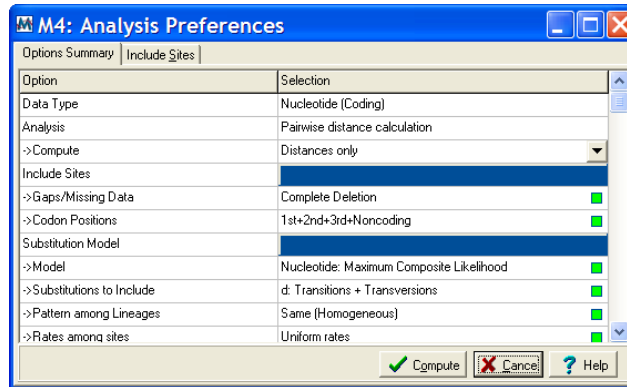 M4: Analysis Preferences
Options Summary Include Sites
Option Selection
Data Type Nucleotide (Coding)
Analysis Pairwise distance calculation
->Compute Distances only
Include Sites
->Gaps/Missing Data Complete Deletion
->Codon Positions 1st+2nd+3rd+Noncoding
Substitution Model
->Model Nucleotide: Maximum Composite Likelihood
->Substitutions to Include d: Transitions + Transversions
->Pattern among Lineages Same (Homogeneous)
->Rates among sites Uniform rates
Compute Cancel Help